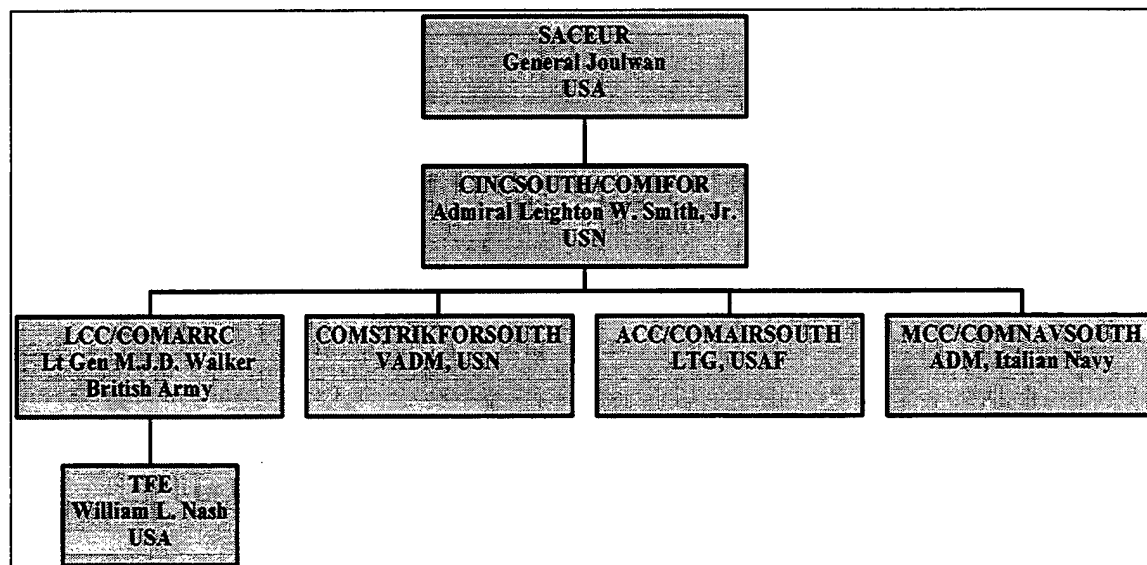 SACEUR
General Joulwan
USA
CINCSOUTH/COMIFOR
Admiral Leighton W. Smith, Jr.
USN
LCC/COMARRC
Lt Gen M.J.D. Walker
British Army
COMSTRIKFORSOUTH
VADM, USN
ACC/COMAIRSOUTH
LTG, USAF
MCC/COMNAVSOUTH
ADM, Italian Navy
TFE
William L. Nash
USA